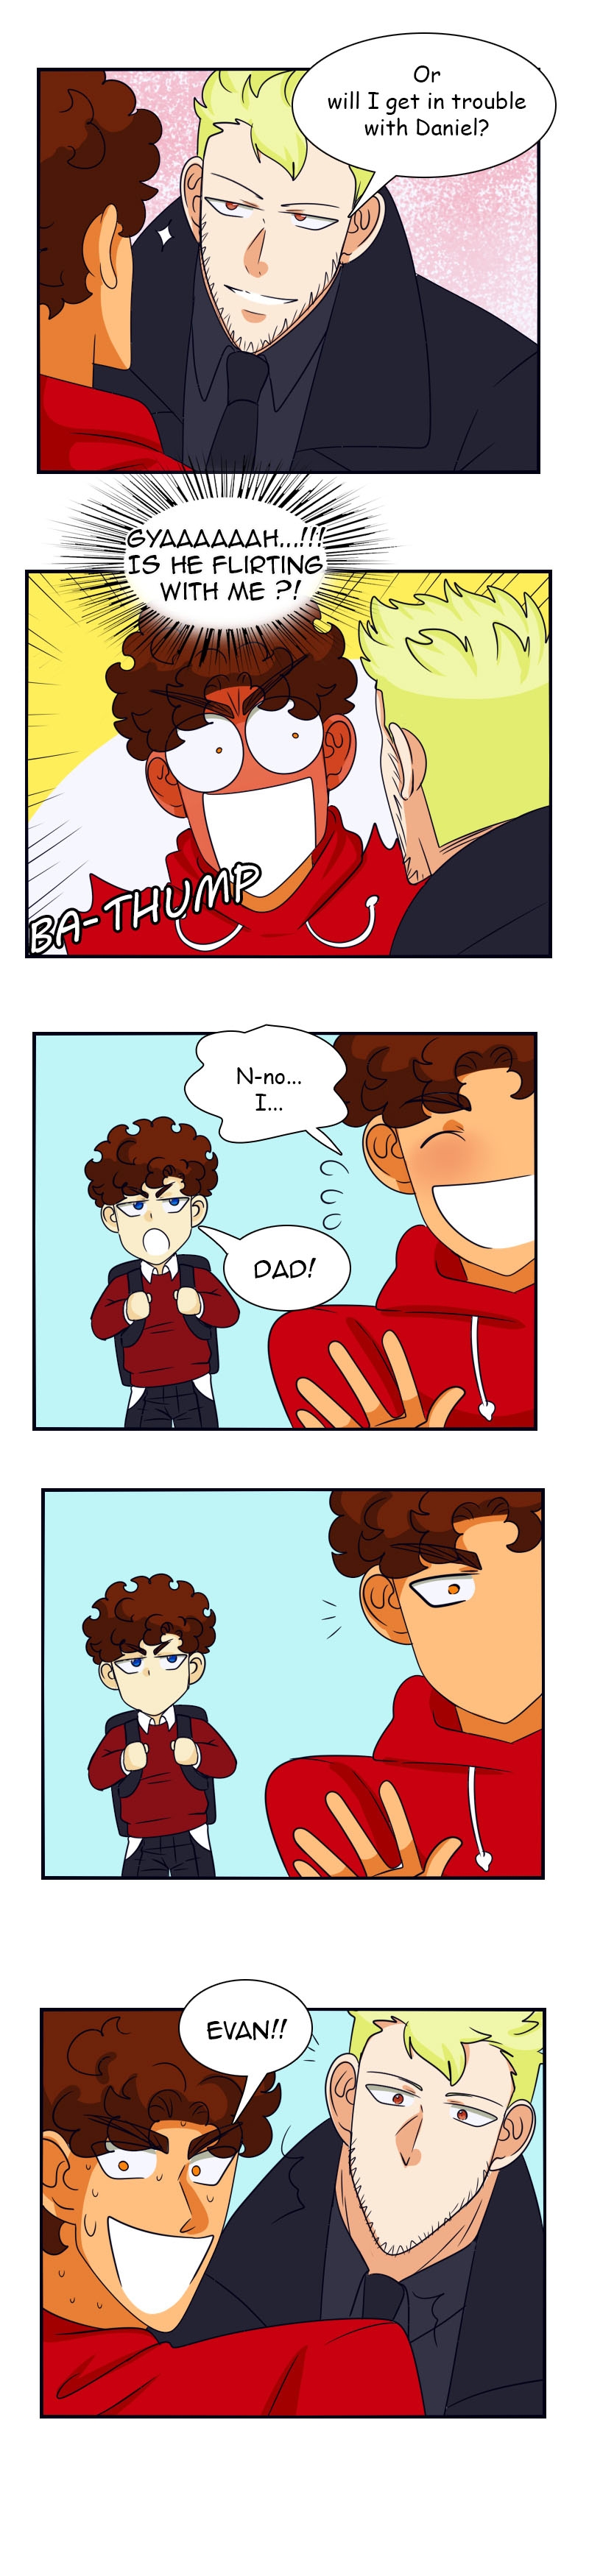 Or
will I get in trouble
with Daniel?
GYAAAAAAH...!!!
IS HE FLIRTING
WITH ME ?!
BA-THUMP
N-no...
I...
DAD!
EVAN!!